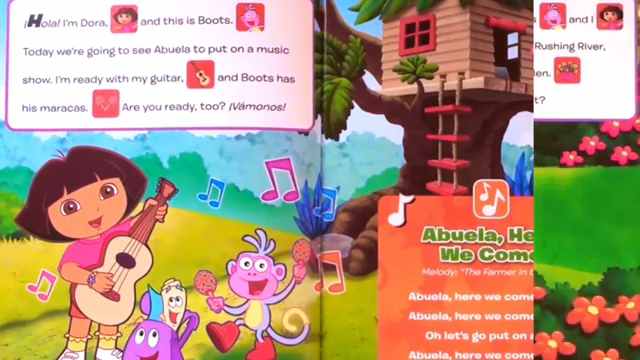 ¡Hola! I'm Dora, and this is Boots.
Today we're going to see Abuela to put on a music
show. I'm ready with my guitar, and Boots has
his maracas. Are you ready, too? ¡Vámonos!
Abuela, He
We Come
Melody: "The Farmer in
Abuela, here we come
Abuela, here we come
Oh let's go put on
Abuela, here we come
and I
Rushing River,